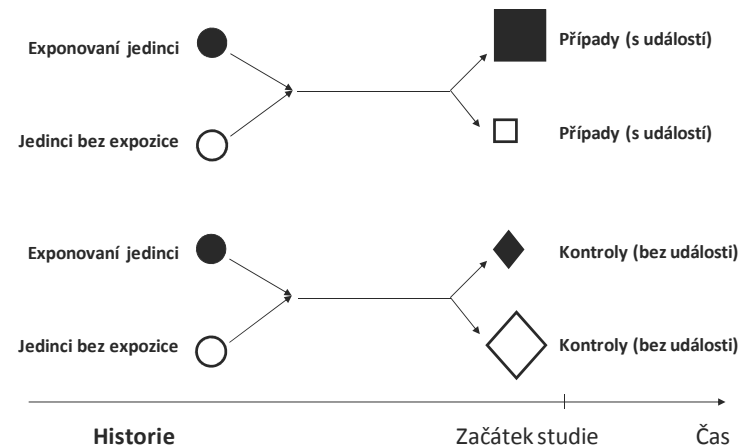 Exponovaní jedinci
Případy (s událostí)
Jedinci bez expozice
Případy (s událostí)
Exponovaní jedinci
Kontroly (bez události)
Jedinci bez expozice
Kontroly (bez události)
Historie
Začátek studie
Čas